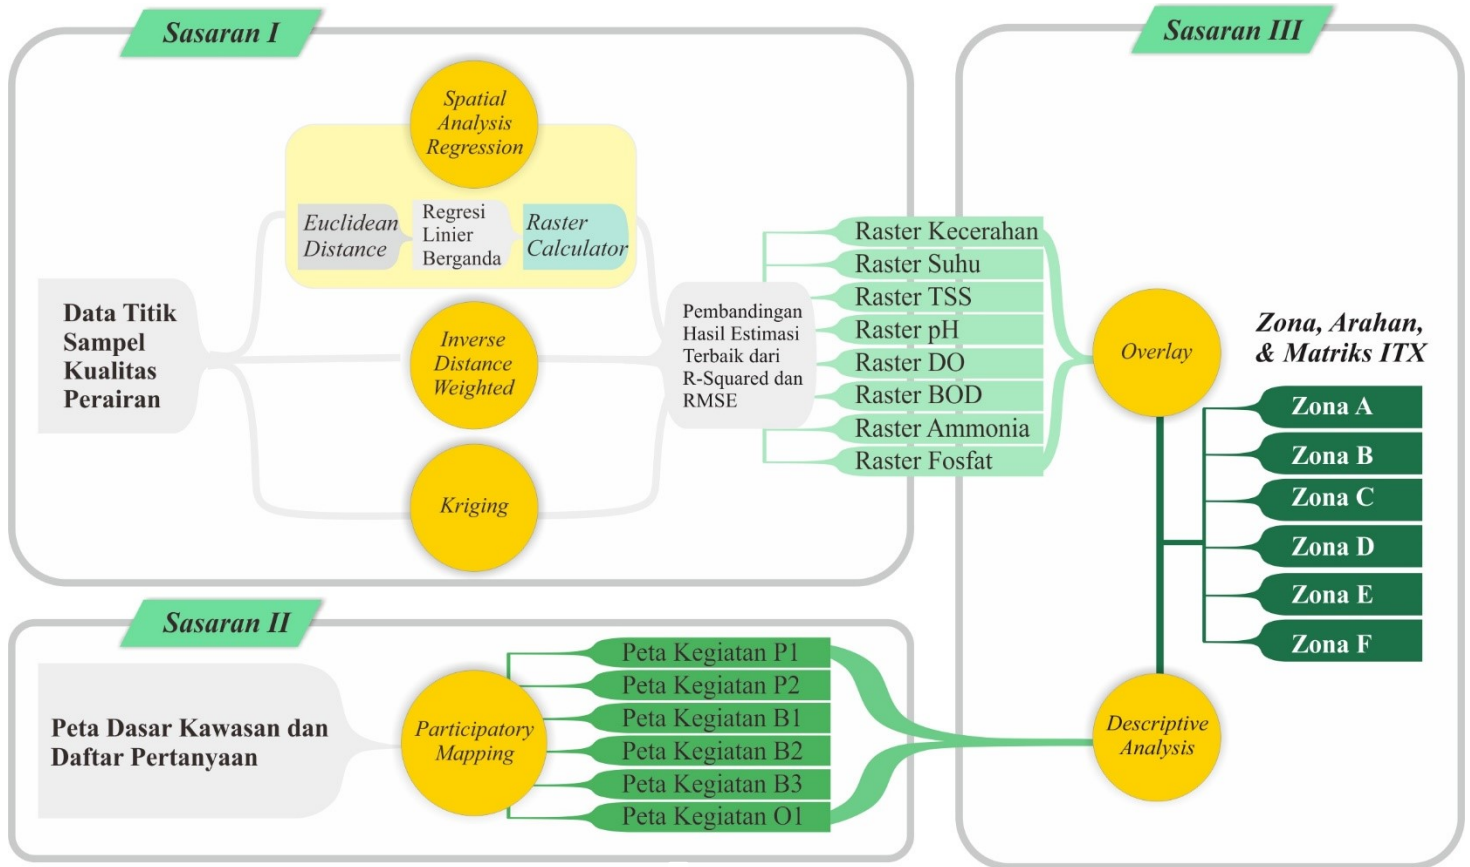 Sasaran I
Spatial
Analysis
Regression
Euclidean
Distance
Regresi
Linier
Berganda
Raster
Calculator
Data Titik
Sampel
Kualitas
Perairan
Inverse
Distance
Weighted
Kriging
Pembandingan
Hasil Estimasi
Terbaik dari
R-Squared dan
RMSE
Raster Kecerahan
Raster Suhu
Raster TSS
Raster pH
Raster DO
Raster BOD
Raster Ammonia
Raster Fosfat
Sasaran II
Peta Dasar Kawasan dan
Daftar Pertanyaan
Participatory
Mapping
Peta Kegiatan P1
Peta Kegiatan P2
Peta Kegiatan B1
Peta Kegiatan B2
Peta Kegiatan B3
Peta Kegiatan O1
Sasaran III
Overlay
Descriptive
Analysis
Zona, Arahan,
& Matriks ITX
Zona A
Zona B
Zona C
Zona D
Zona E
Zona F